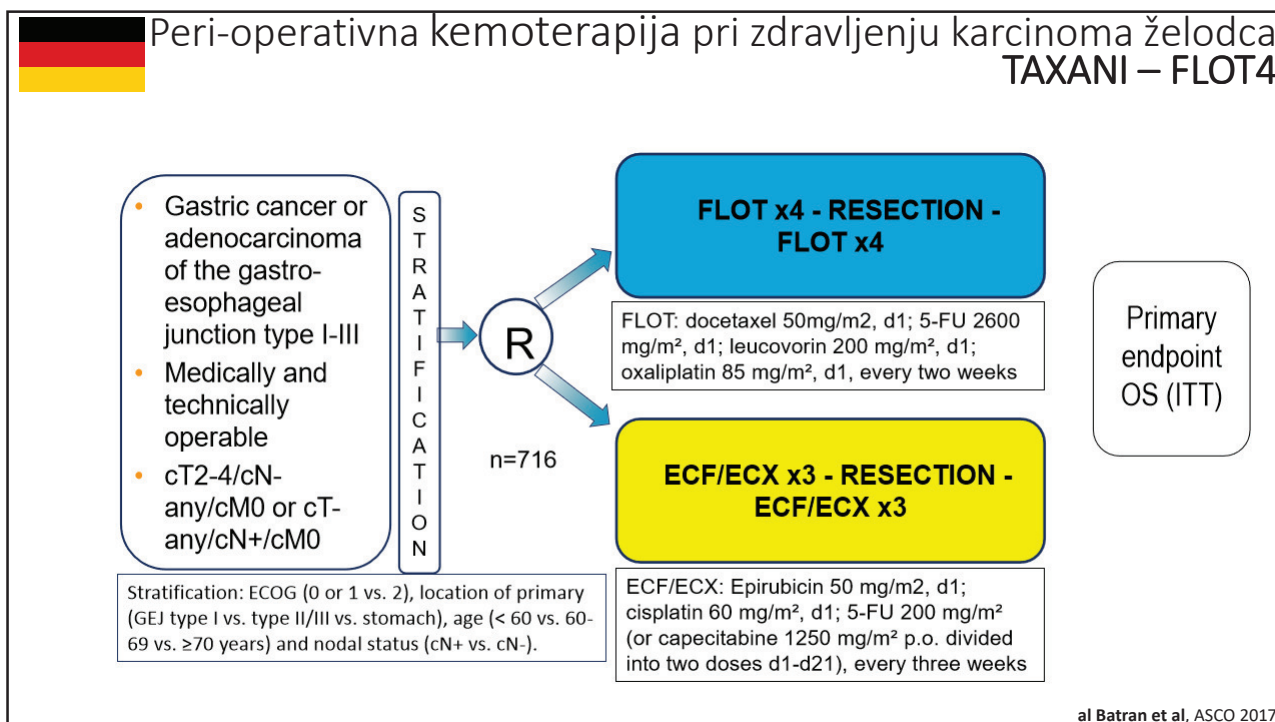 Peri-operativna kemoterapija pri zdravljenju karcinoma želodca
TAXANI – FLOT4
• Gastric cancer or
adenocarcinoma
of the gastro-
esophageal
junction type I-III
• Medically and
technically
operable
• cT2-4/cN-
any/cM0 or cT-
any/cN+/cM0
STRATIFICATION
R
n=716
FLOT x4 - RESECTION -
FLOT x4
FLOT: docetaxel 50mg/m2, d1; 5-FU 2600
mg/m², d1; leucovorin 200 mg/m², d1;
oxaliplatin 85 mg/m², d1, every two weeks
ECF/ECX x3 - RESECTION -
ECF/ECX x3
ECF/ECX: Epirubicin 50 mg/m2, d1;
cisplatin 60 mg/m², d1; 5-FU 200 mg/m²
(or capecitabine 1250 mg/m² p.o. divided
into two doses d1-d21), every three weeks
Primary
endpoint
OS (ITT)
Stratification: ECOG (0 or 1 vs. 2), location of primary
(GEJ type I vs. type II/III vs. stomach), age (< 60 vs. 60-
69 vs. ≥70 years) and nodal status (cN+ vs. cN-).
al Batran et al, ASCO 2017